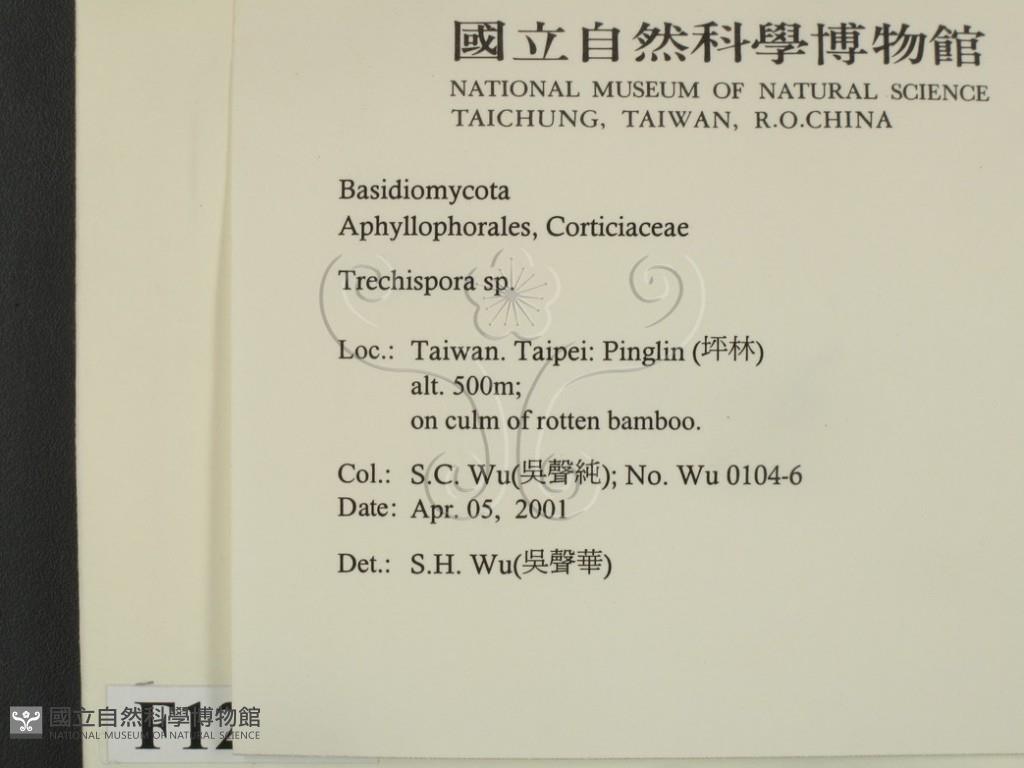 國立自然科學博物館
NATIONAL MUSEUM OF NATURAL SCIENCE
TAICHUNG, TAIWAN, R.O.CHINA
Basidiomycota
Aphyllophorales, Corticiaceae
Trechispora sp.
Loc.: Taiwan. Taipei: Pinglin (坪林)
alt. 500m;
on culm of rotten bamboo.
Col.: S.C. Wu(吳聲純); No. Wu 0104-6
Date: Apr. 05, 2001
Det.: S.H. Wu(吳聲華)
國立自然科學博物館
NATIONAL MUSEUM OF NATURAL SCIENCE